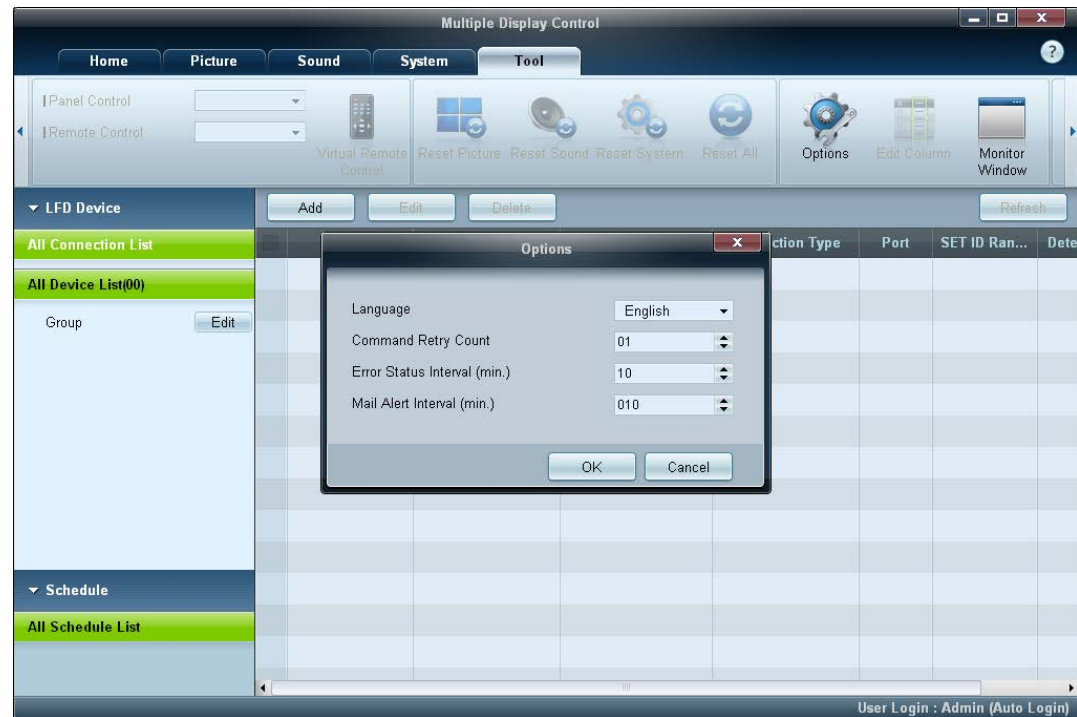 Multiple Display Control
Home Picture Sound System Tool
?
Panel Control
Remote Control
Virtual Remote Control
Reset Picture
Reset Sound
Reset System
Reset All
Options
Edit Column
Monitor Window
LFD Device
Add Edit Delete Refresh
All Connection List
ction Type Port SET ID Ran... Dete
All Device List(00)
Group Edit
Options
Language English
Command Retry Count 01
Error Status Interval (min.) 10
Mail Alert Interval (min.) 010
OK Cancel
Schedule
All Schedule List
User Login : Admin (Auto Login)